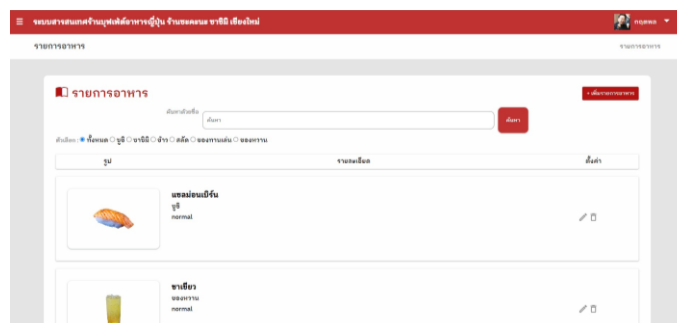 ระบบสารสนเทศร้านบุฟเฟ่ต์อาหารญี่ปุ่น ร้านชอคอนอ ซาชิมิ เชียงใหม่
กฤตพล
รายการอาหาร
รายการอาหาร
รายการอาหาร
+ เพิ่มรายการอาหาร
ค้นหาด้วยชื่อ
ค้นหา
ค้นหา
ตัวเลือก : ทั้งหมด ซูชิ ซาซิมิ ข้าว สลัด ของทานเล่น ของหวาน
รูป รายละเอียด ตั้งค่า
แซลม่อนเบิร์น
ซูชิ
normal
ชาเขียว
ของหวาน
normal